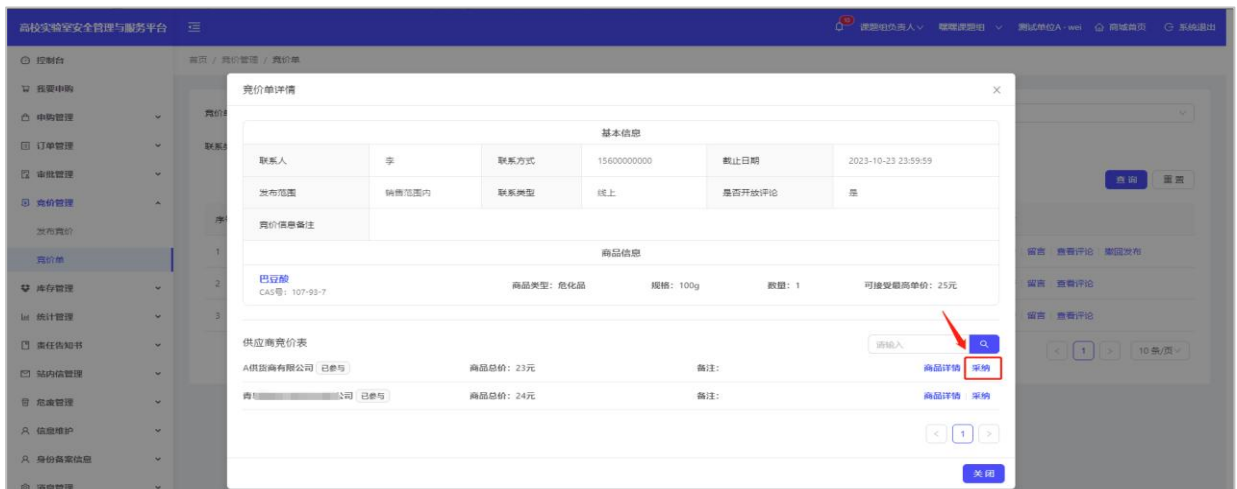 高校实验室安全管理与服务平台
课题组负责人 嘿嘿课题组 测试单位A-wei 商城首页 系统退出
控制台
我要申购
申购管理
订单管理
审批管理
竞价管理
发布竞价
竞价单
库存管理
统计管理
责任告知书
站内信管理
危废管理
信息维护
身份备案信息
消息管理
首页 / 竞价管理 / 竞价单
竞价单详情
基本信息
联系人 李 联系方式 15600000000 截止日期 2023-10-23 23:59:59
发布范围 销售范围内 联系类型 线上 是否开放评论 是
竞价信息备注
商品信息
巴豆酸
CAS号：107-93-7
商品类型：危化品 规格：100g 数量：1 可接受最高单价：25元
供应商竞价表
请输入
A供货商有限公司 已参与 商品总价：23元 备注： 商品详情 采纳
公司 已参与 商品总价：24元 备注： 商品详情 采纳
1
关闭
查询 重置
序
1 留言 查看评论 撤回发布
2 留言 查看评论
3 留言 查看评论
1 10 条/页